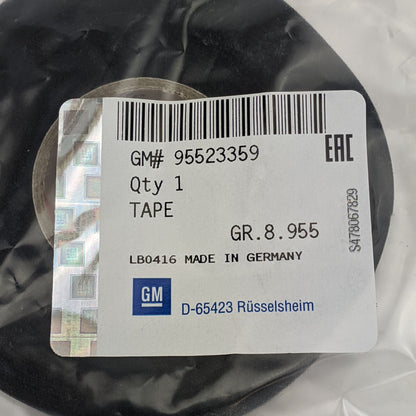 GM# 95523359
EAC
Qty 1
TAPE
GR.8.955
S478067829
LB0416 MADE IN GERMANY
GM
D-65423 Rüsselsheim